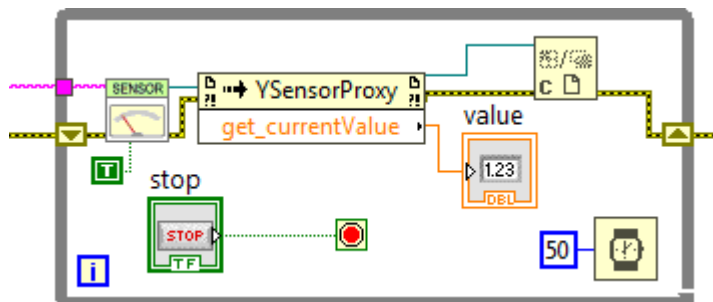 SENSOR
?!
YSensorProxy
?!
C
get_currentValue
value
T
1.23
DBL
stop
STOP
TF
50
i